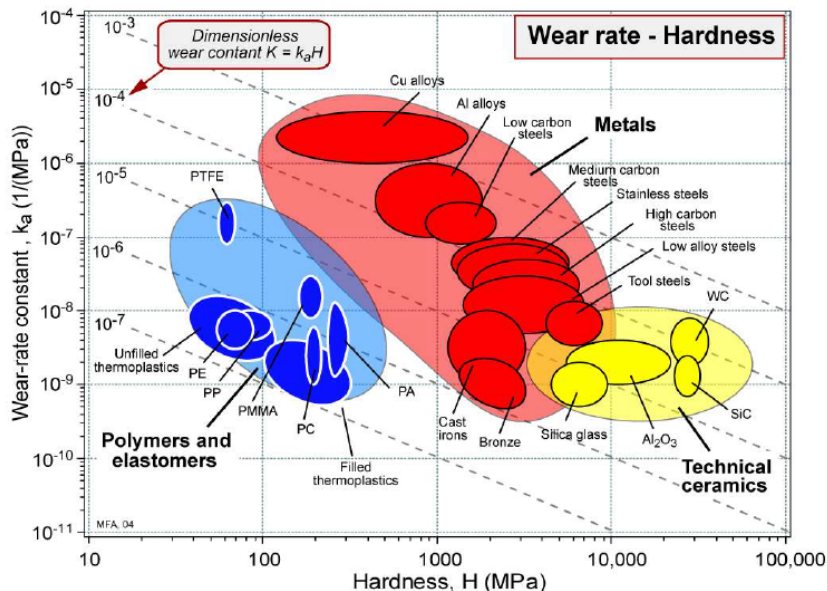 Wear rate - Hardness
Dimensionless
wear contant K = kₐH
Wear-rate constant , kₐ (1/(MPa))
10⁻⁴
10⁻⁵
10⁻⁶
10⁻⁷
10⁻⁸
10⁻⁹
10⁻¹⁰
10⁻¹¹
10⁻³
10⁻⁴
10⁻⁵
10⁻⁶
10⁻⁷
Cu alloys
Al alloys
Low carbon
steels
Metals
Medium carbon
steels
Stainless steels
High carbon
steels
Low alloy steels
Tool steels
PTFE
WC
Unfilled
thermoplastics
PE
PP
PMMA
PC
PA
Polymers and
elastomers
Filled
thermoplastics
Cast
irons
Bronze
Silica glass
Al₂O₃
SiC
Technical
ceramics
MFA, 04
10
100
1000
10,000
100,000
Hardness, H (MPa)